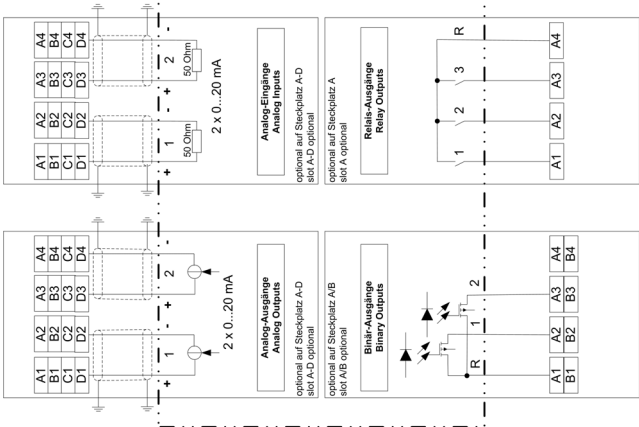 A1 A2 A3 A4
B1 B2 B3 B4
C1 C2 C3 C4
D1 D2 D3 D4
+ 1 - + 2 -
2 x 0...20 mA
Analog-Ausgänge
Analog Outputs
optional auf Steckplatz A-D
slot A-D optional
A1 A2 A3 A4
B1 B2 B3 B4
C1 C2 C3 C4
D1 D2 D3 D4
+ 1 - + 2 -
50 Ohm 50 Ohm
2 x 0...20 mA
Analog-Eingänge
Analog Inputs
optional auf Steckplatz A-D
slot A-D optional
optional auf Steckplatz A/B
slot A/B optional
Binär-Ausgänge
Binary Outputs
R 1 2
A1 A2 A3 A4
B1 B2 B3 B4
optional auf Steckplatz A
slot A optional
Relais-Ausgänge
Relay Outputs
1 2 3 R
A1 A2 A3 A4